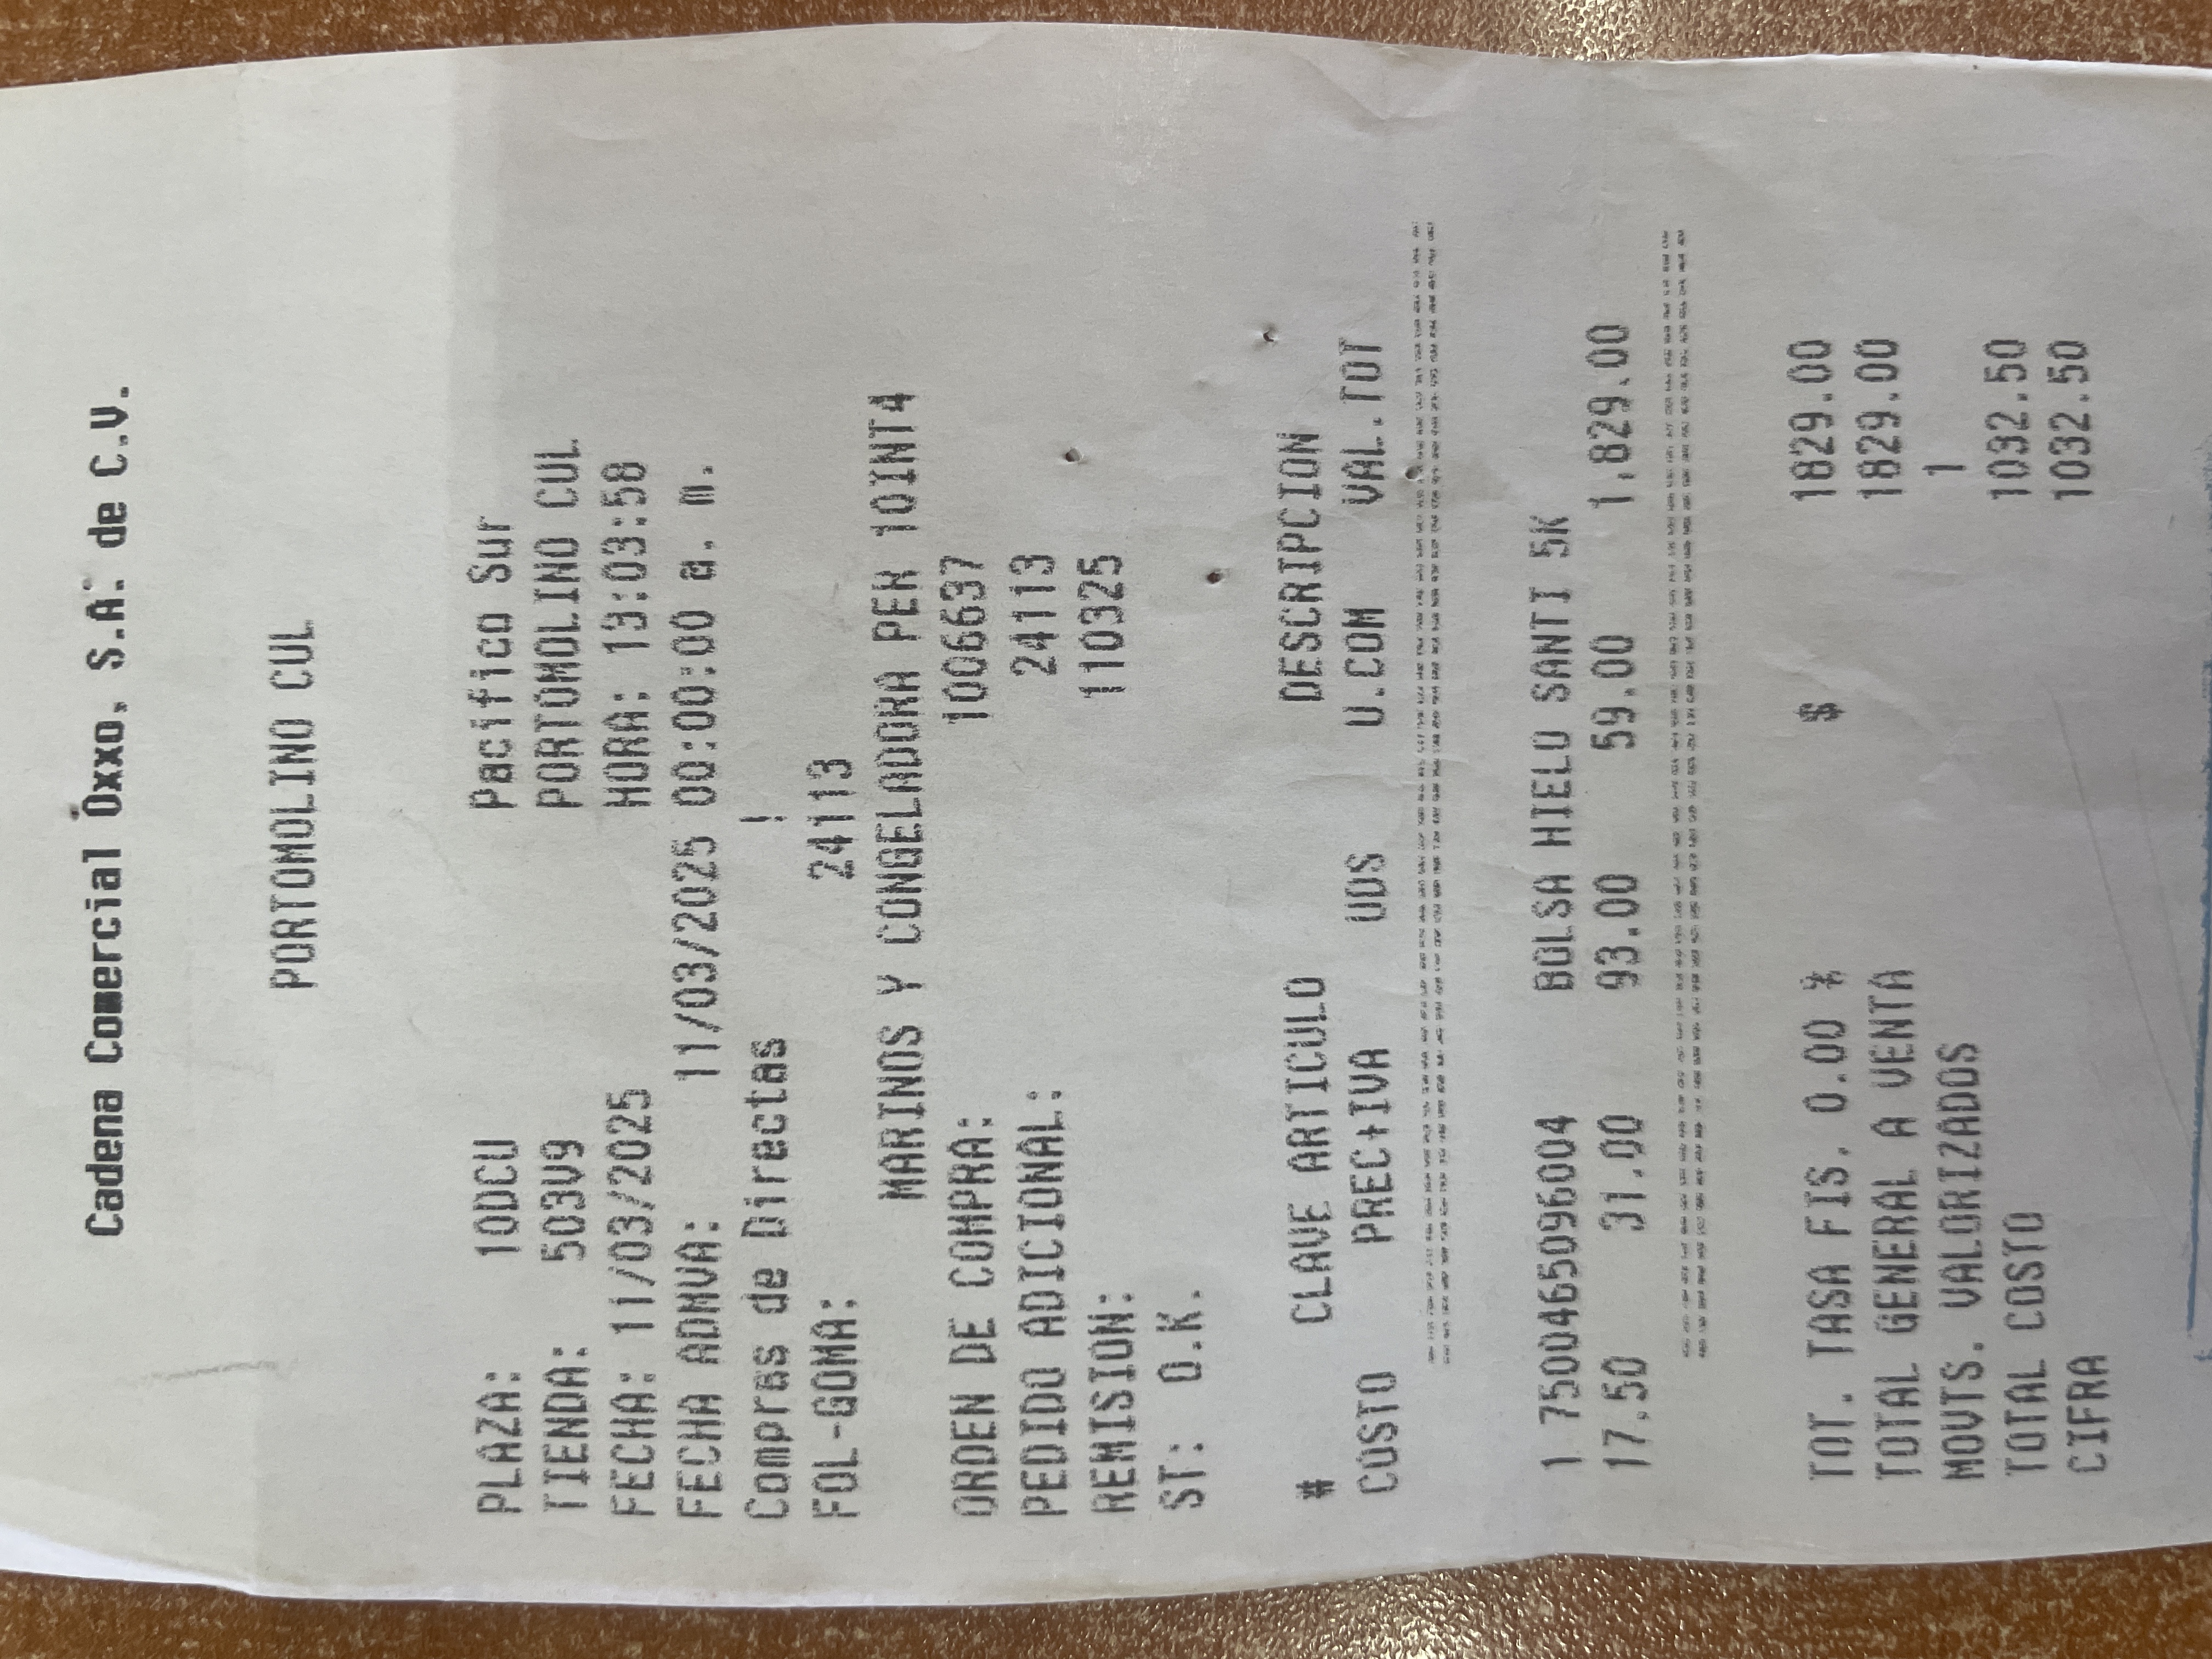 Cadena Comercial Oxxo, S.A. de C.V.
PORTOMOLINO CUL
PLAZA: 10DCU Pacifico Sur
TIENDA: 503V9 PORTOMOLINO CUL
FECHA: 11/03/2025 HORA: 13:03:58
FECHA ADMVA: 11/03/2025 00:00:00 a. m.
Compras de Directas !
FOL-GOMA: 24113
MARINOS Y CONGELADORA PER 10INT4
ORDEN DE COMPRA: 1006637
PEDIDO ADICIONAL: 24113
REMISION: 110325
ST: O.K.
# CLAVE ARTICULO DESCRIPCION
COSTO PREC+IVA UDS U.COM VAL.TOT
1 7500465096004 BOLSA HIELO SANTI 5K
17.50 31.00 93.00 59.00 1,829.00
TOT. TASA FIS. 0.00 % $ 1829.00
TOTAL GENERAL A VENTA 1829.00
MOVTS. VALORIZADOS 1
TOTAL COSTO 1032.50
CIFRA 1032.50